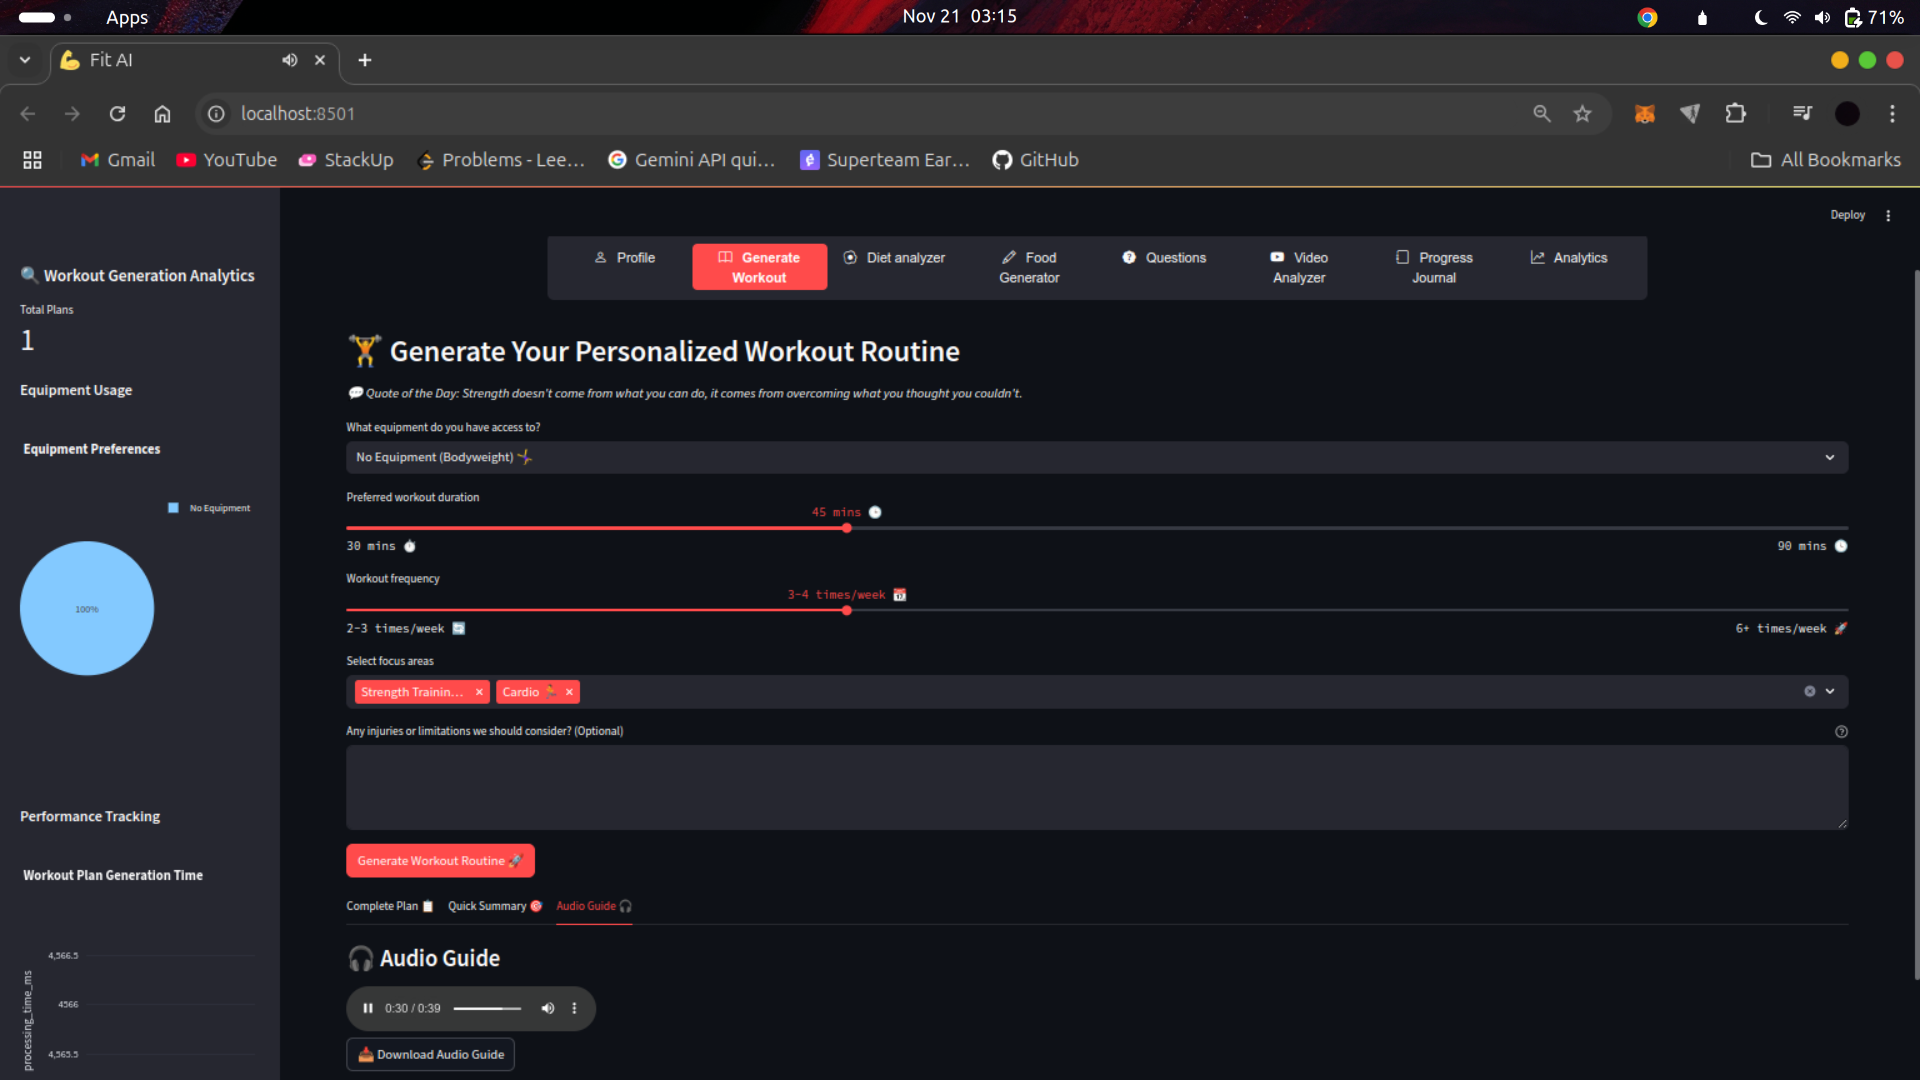 Apps
Nov 21 03:15
71%
Fit AI
localhost:8501
Gmail
YouTube
StackUp
Problems - Lee...
Gemini API qui...
Superteam Ear...
GitHub
All Bookmarks
Deploy
Workout Generation Analytics
Total Plans
1
Equipment Usage
Equipment Preferences
No Equipment
100%
Performance Tracking
Workout Plan Generation Time
4,566.5
4566
4,565.5
processing_time_ms
Profile
Generate Workout
Diet analyzer
Food Generator
Questions
Video Analyzer
Progress Journal
Analytics
Generate Your Personalized Workout Routine
Quote of the Day: Strength doesn't come from what you can do, it comes from overcoming what you thought you couldn't.
What equipment do you have access to?
No Equipment (Bodyweight)
Preferred workout duration
45 mins
30 mins
90 mins
Workout frequency
3-4 times/week
2-3 times/week
6+ times/week
Select focus areas
Strength Trainin...
Cardio
Any injuries or limitations we should consider? (Optional)
Generate Workout Routine
Complete Plan
Quick Summary
Audio Guide
Audio Guide
0:30 / 0:39
Download Audio Guide